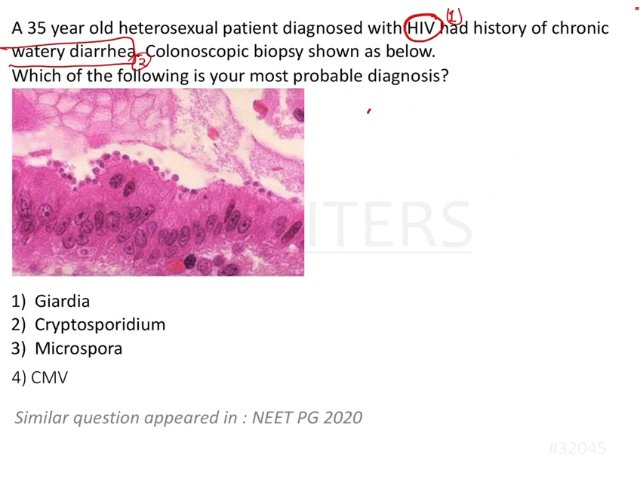 A 35 year old heterosexual patient diagnosed with HIV had history of chronic
watery diarrhea. Colonoscopic biopsy shown as below.
Which of the following is your most probable diagnosis?
1) Giardia
2) Cryptosporidium
3) Microspora
4) CMV
Similar question appeared in : NEET PG 2020
#32045